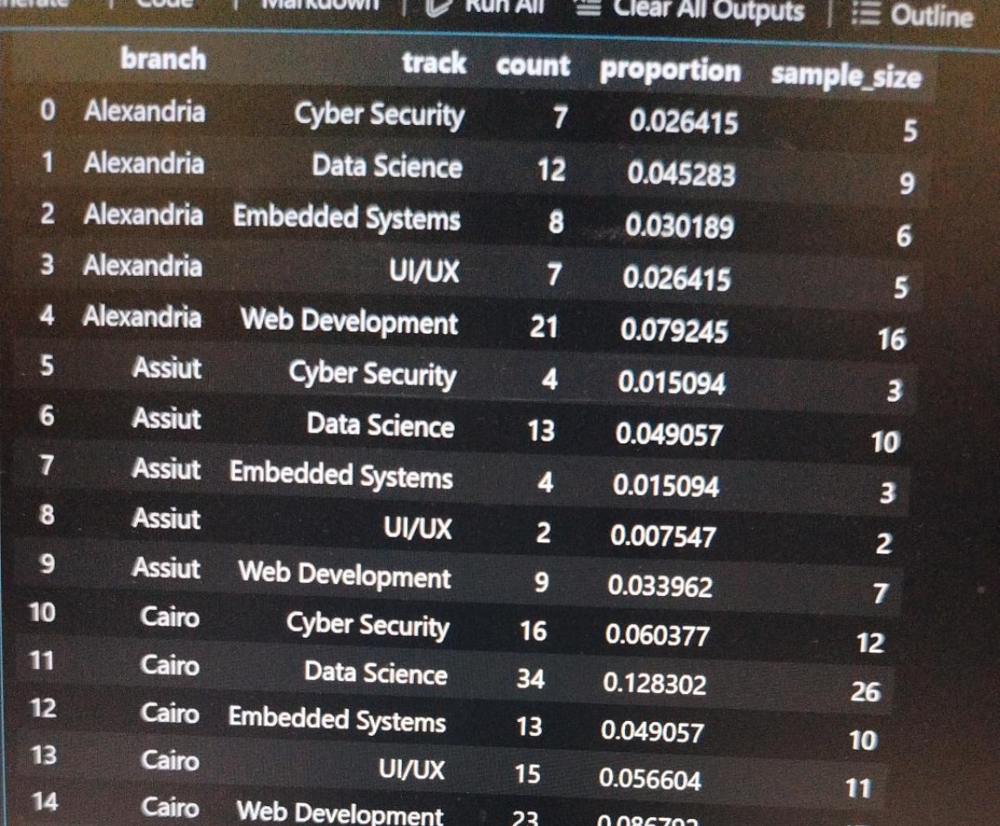 Code Markdown Run All Clear All Outputs Outline
branch track count proportion sample_size
0 Alexandria Cyber Security 7 0.026415 5
1 Alexandria Data Science 12 0.045283 9
2 Alexandria Embedded Systems 8 0.030189 6
3 Alexandria UI/UX 7 0.026415 5
4 Alexandria Web Development 21 0.079245 16
5 Assiut Cyber Security 4 0.015094 3
6 Assiut Data Science 13 0.049057 10
7 Assiut Embedded Systems 4 0.015094 3
8 Assiut UI/UX 2 0.007547 2
9 Assiut Web Development 9 0.033962 7
10 Cairo Cyber Security 16 0.060377 12
11 Cairo Data Science 34 0.128302 26
12 Cairo Embedded Systems 13 0.049057 10
13 Cairo UI/UX 15 0.056604 11
14 Cairo Web Development 23